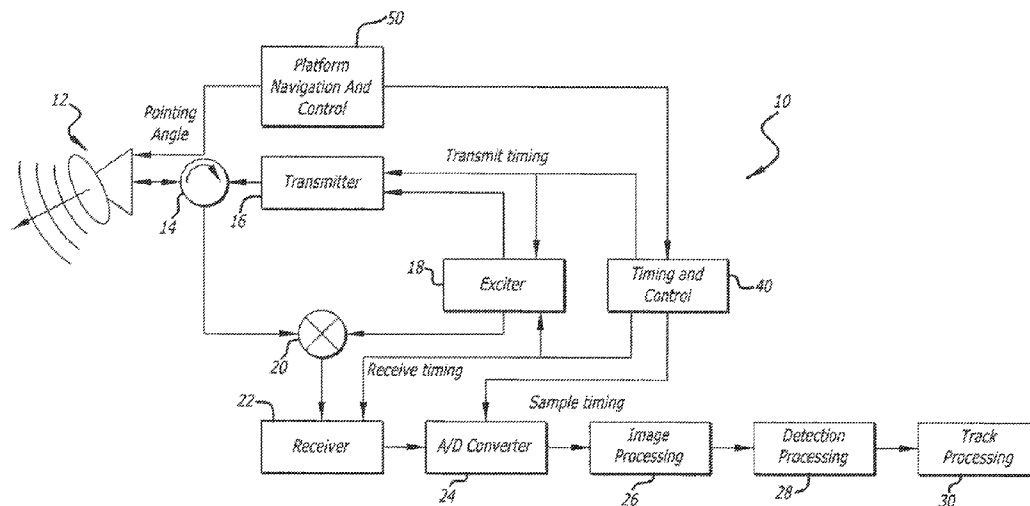 50
Platform
Navigation And
Control
12
Pointing
Angle
10
Transmit timing
Transmitter
14
16
18
Exciter
Timing and
Control
40
20
Receive timing
22
Sample timing
Receiver
A/D Converter
Image
Processing
Detection
Processing
Track
Processing
24
26
28
30